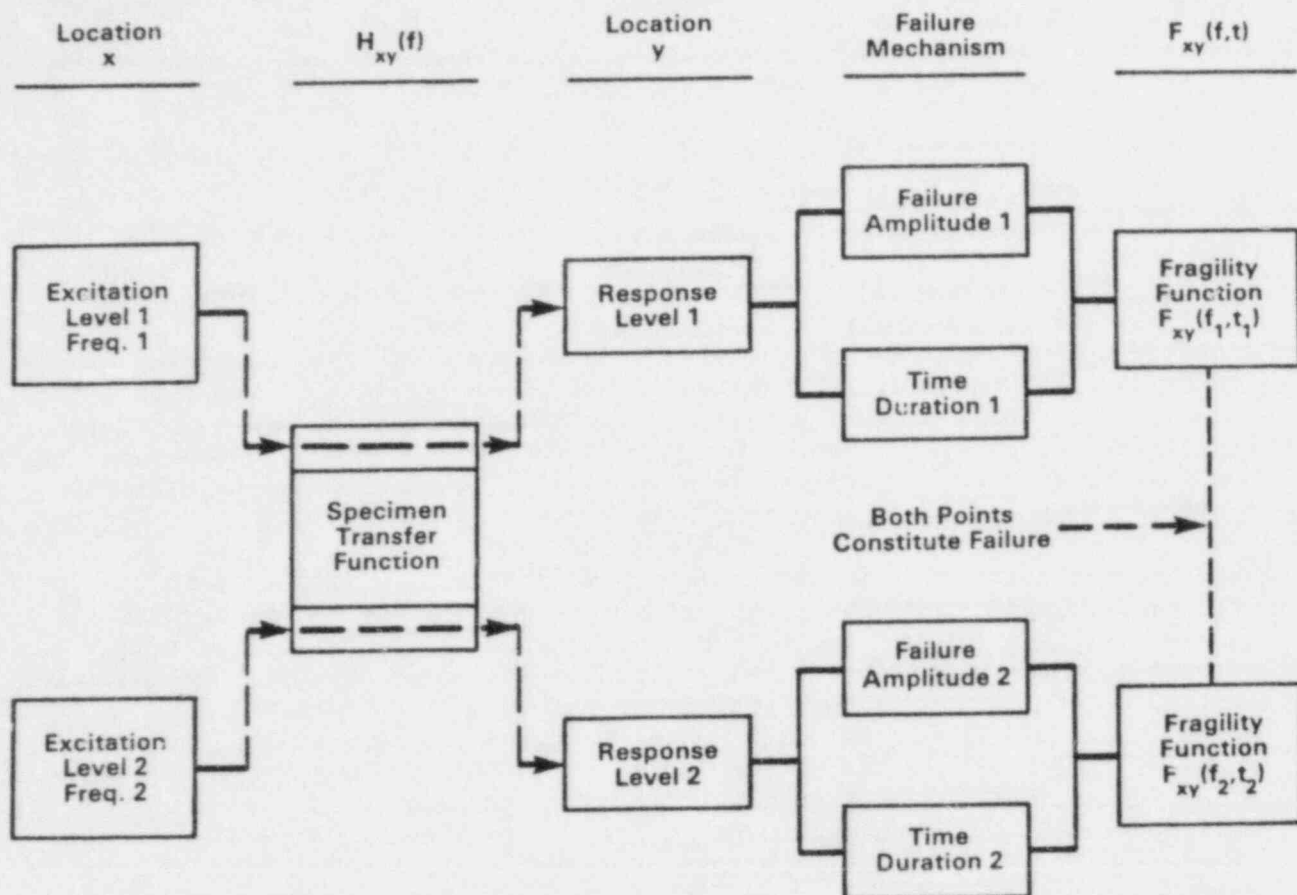 Location
x
H_xy(f)
Location
y
Failure
Mechanism
F_xy(f,t)
Excitation
Level 1
Freq. 1
Response
Level 1
Failure
Amplitude 1
Time
Duration 1
Fragility
Function
F_xy(f_1,t_1)
Specimen
Transfer
Function
Both Points
Constitute Failure
Excitation
Level 2
Freq. 2
Response
Level 2
Failure
Amplitude 2
Time
Duration 2
Fragility
Function
F_xy(f_2,t_2)